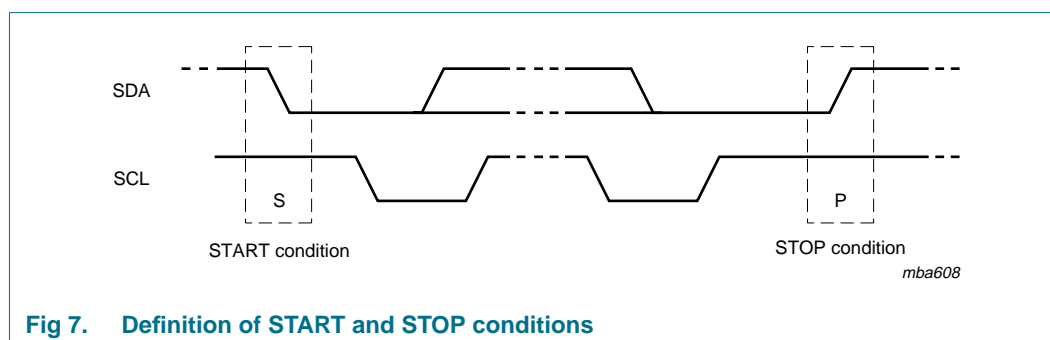 SDA
SCL
S
P
START condition
STOP condition
mba608
Fig 7. Definition of START and STOP conditions